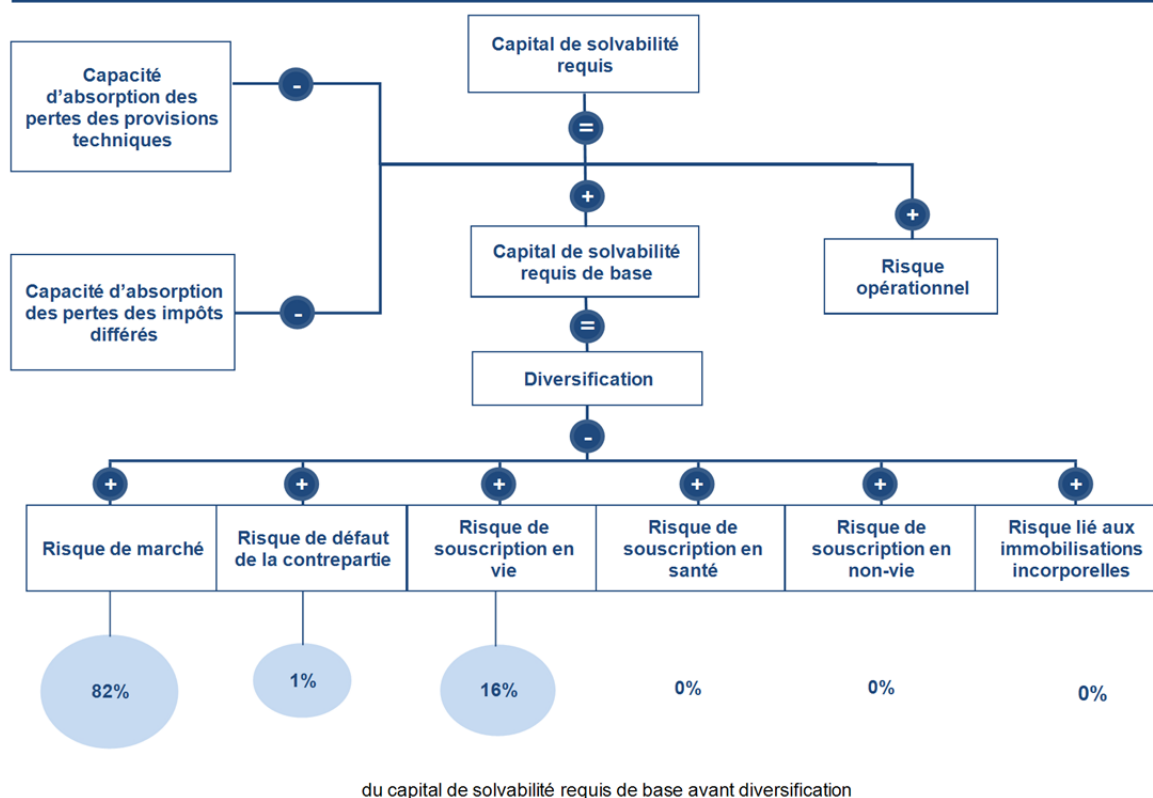 Capital de solvabilité
requis
Capacité
d'absorption des
pertes des provisions
techniques
-
=
+
+
Capital de solvabilité
requis de base
Risque
opérationnel
Capacité d'absorption
des pertes des impôts
différés
-
=
Diversification
-
+
+
+
+
+
+
Risque de marché
Risque de défaut
de la contrepartie
Risque de
souscription en
vie
Risque de
souscription en
santé
Risque de
souscription en
non-vie
Risque lié aux
immobilisations
incorporelles
82%
1%
16%
0%
0%
0%
du capital de solvabilité requis de base avant diversification